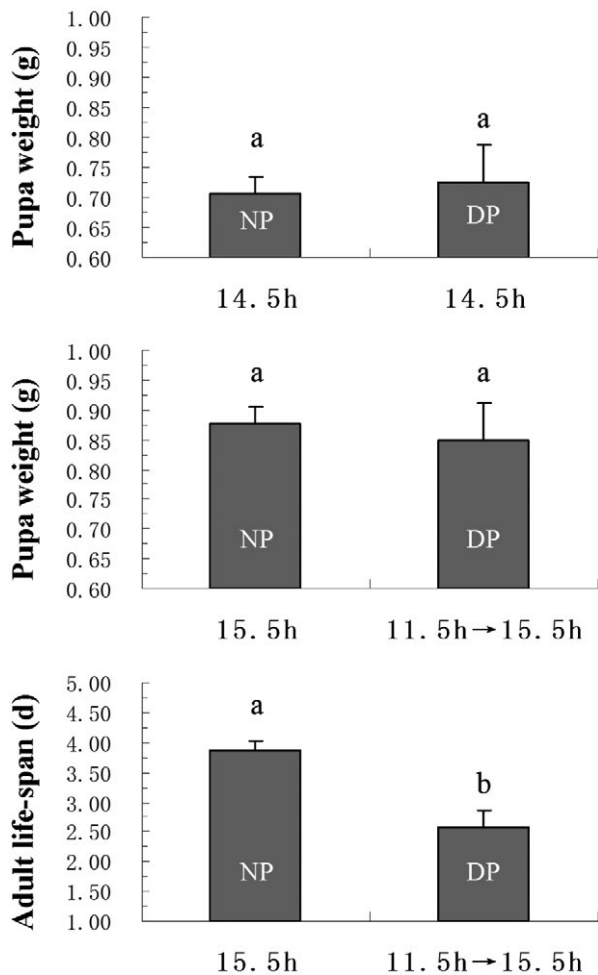 Pupa weight (g)
1.00
0.95
0.90
0.85
0.80
0.75
0.70
0.65
0.60
a
a
NP
DP
14.5h
14.5h
Pupa weight (g)
1.00
0.95
0.90
0.85
0.80
0.75
0.70
0.65
0.60
a
a
NP
DP
15.5h
11.5h→15.5h
Adult life-span (d)
5.00
4.50
4.00
3.50
3.00
2.50
2.00
1.50
1.00
a
b
NP
DP
15.5h
11.5h→15.5h